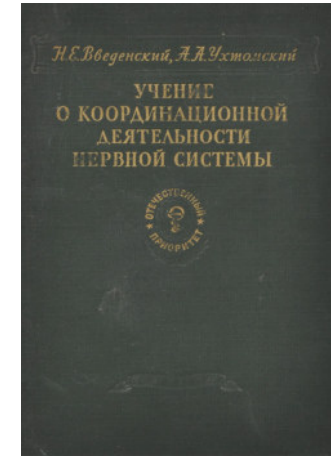 Н.Е.Введенский, А.А.Ухтомский
УЧЕНИЕ
О КООРДИНАЦИОННОЙ
ДЕЯТЕЛЬНОСТИ
НЕРВНОЙ СИСТЕМЫ
ОТЕЧЕСТВЕННЫЙ
ПРИОРИТЕТ